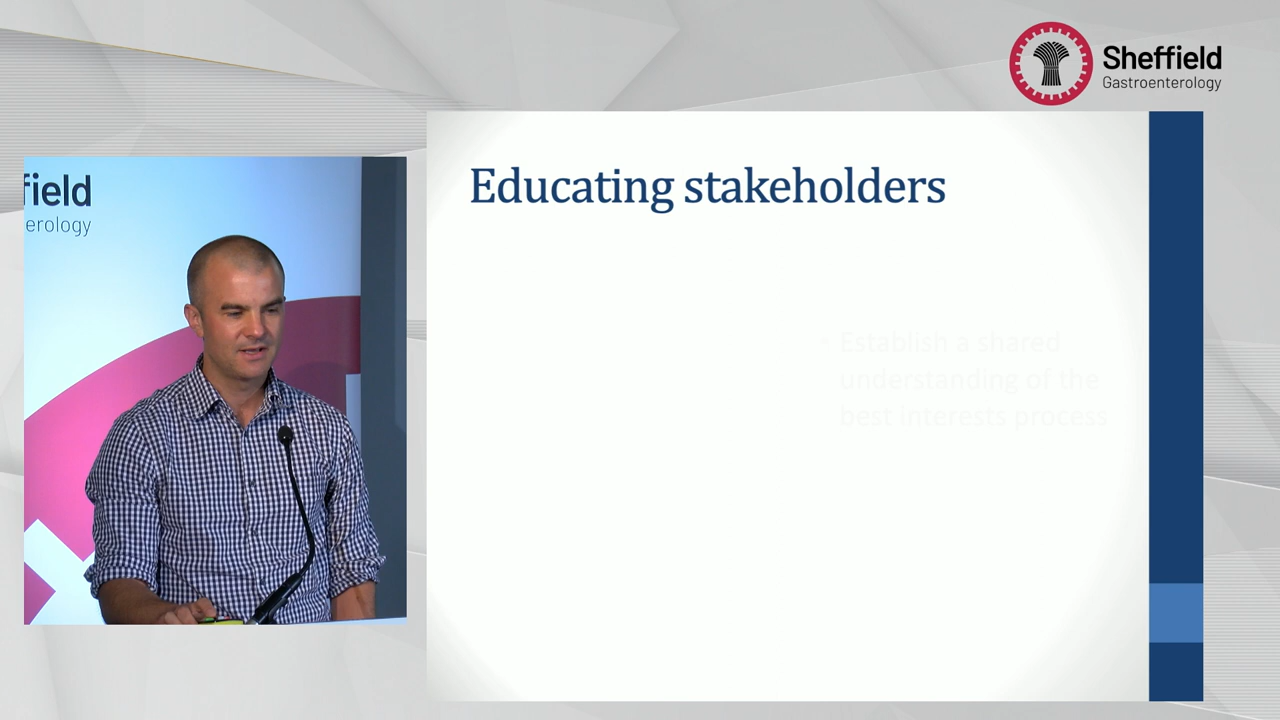 Sheffield
Gastroenterology
field
erology
Educating stakeholders
Establish a shared
understanding of the
best interests process